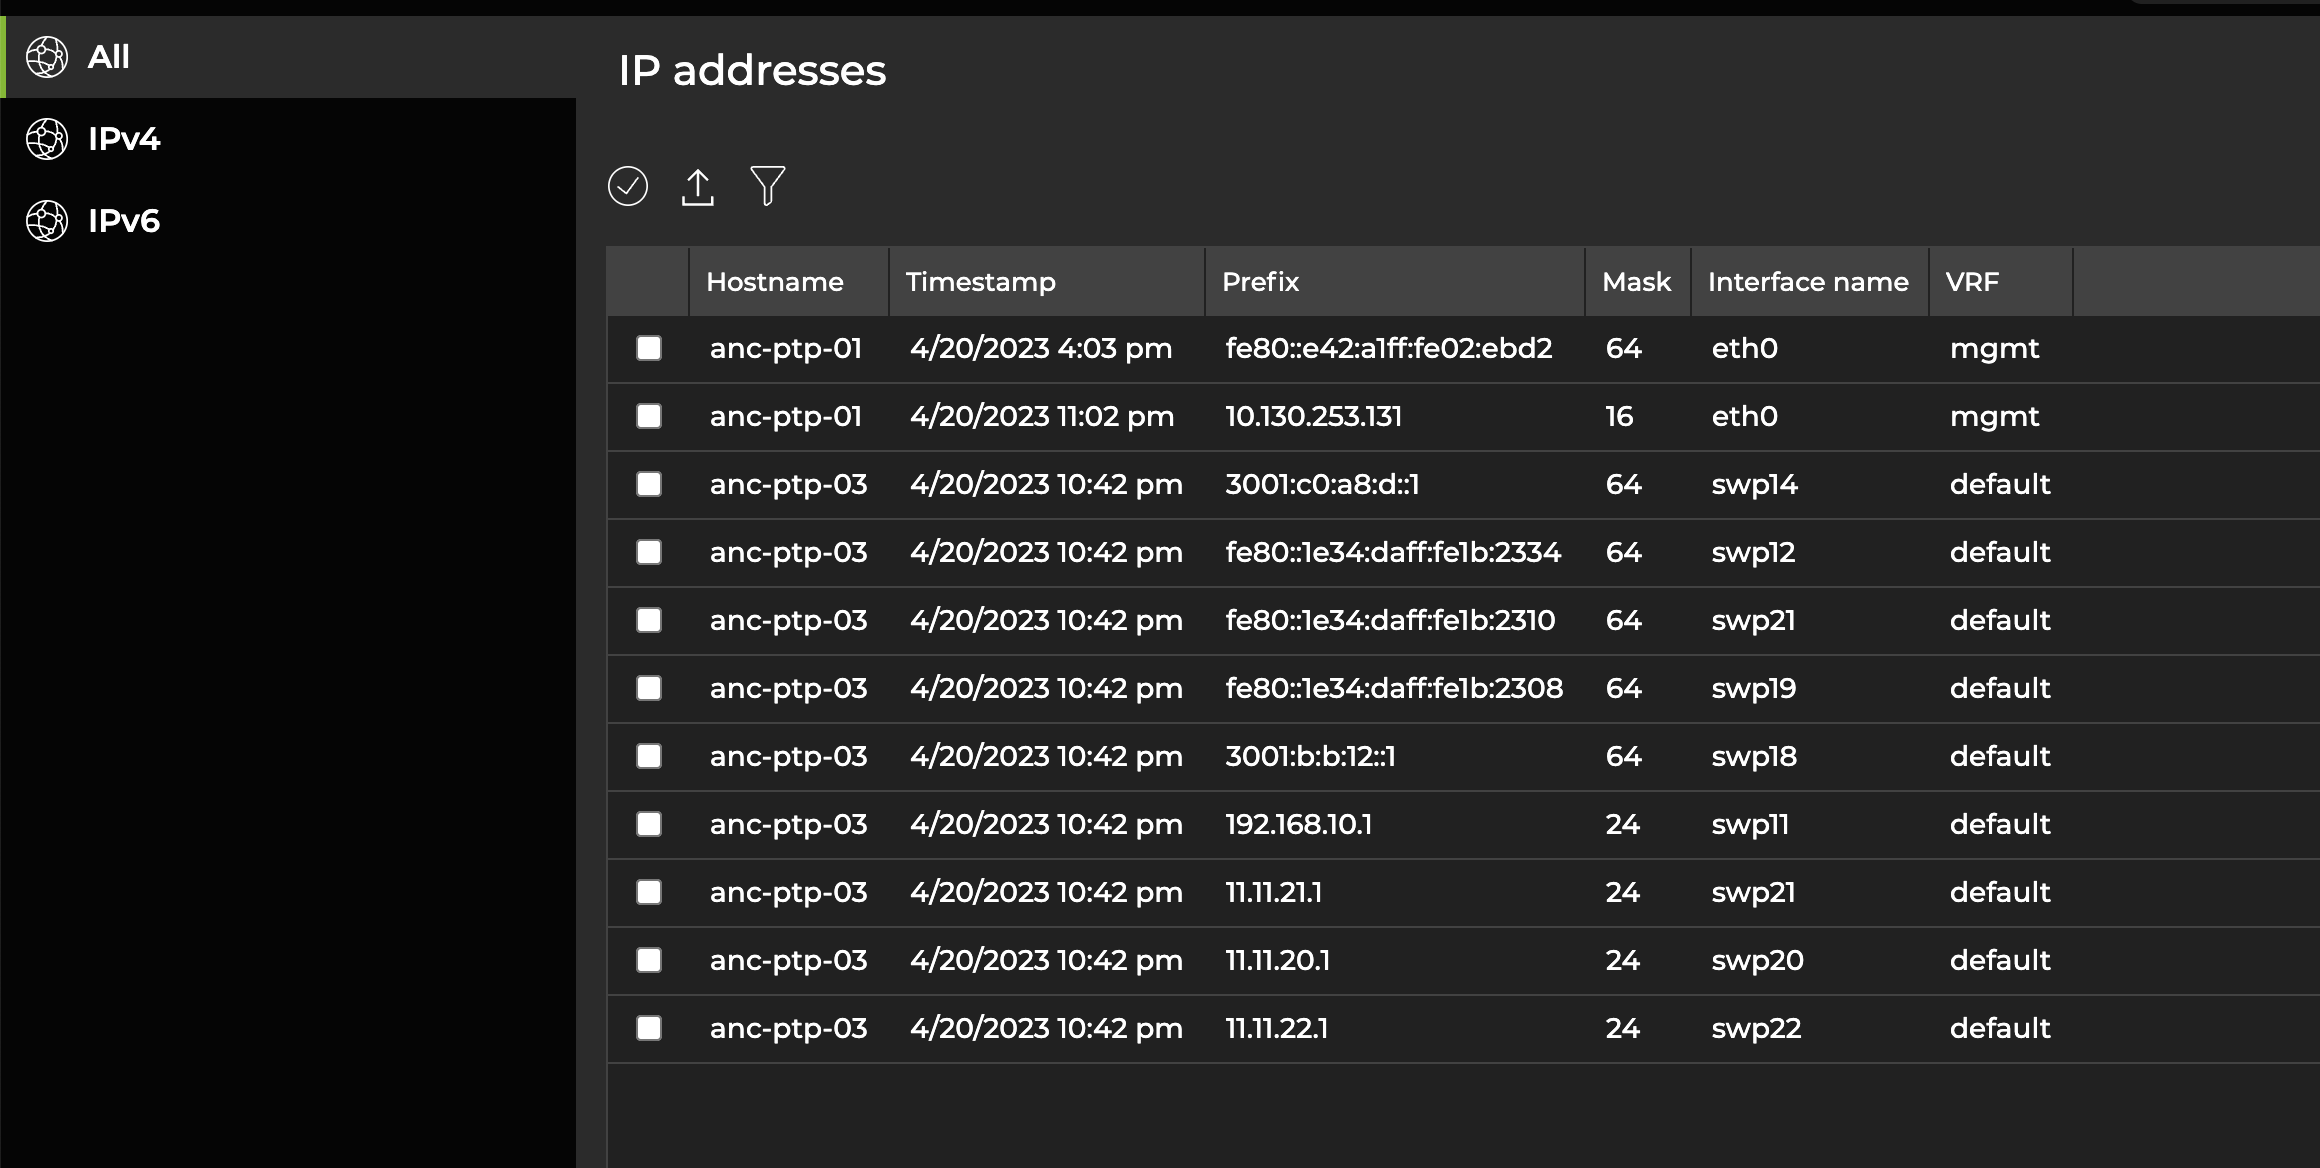 All
IPv4
IPv6
IP addresses
Hostname Timestamp Prefix Mask Interface name VRF
anc-ptp-01 4/20/2023 4:03 pm fe80::e42:a1ff:fe02:ebd2 64 eth0 mgmt
anc-ptp-01 4/20/2023 11:02 pm 10.130.253.131 16 eth0 mgmt
anc-ptp-03 4/20/2023 10:42 pm 3001:c0:a8:d::1 64 swp14 default
anc-ptp-03 4/20/2023 10:42 pm fe80::1e34:daff:fe1b:2334 64 swp12 default
anc-ptp-03 4/20/2023 10:42 pm fe80::1e34:daff:fe1b:2310 64 swp21 default
anc-ptp-03 4/20/2023 10:42 pm fe80::1e34:daff:fe1b:2308 64 swp19 default
anc-ptp-03 4/20/2023 10:42 pm 3001:b:b:12::1 64 swp18 default
anc-ptp-03 4/20/2023 10:42 pm 192.168.10.1 24 swp11 default
anc-ptp-03 4/20/2023 10:42 pm 11.11.21.1 24 swp21 default
anc-ptp-03 4/20/2023 10:42 pm 11.11.20.1 24 swp20 default
anc-ptp-03 4/20/2023 10:42 pm 11.11.22.1 24 swp22 default